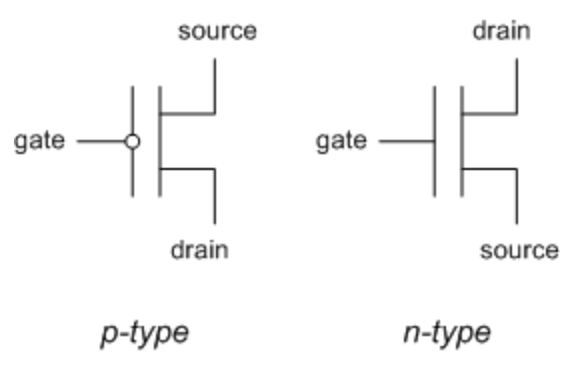 source
gate
drain
p-type
drain
gate
source
n-type